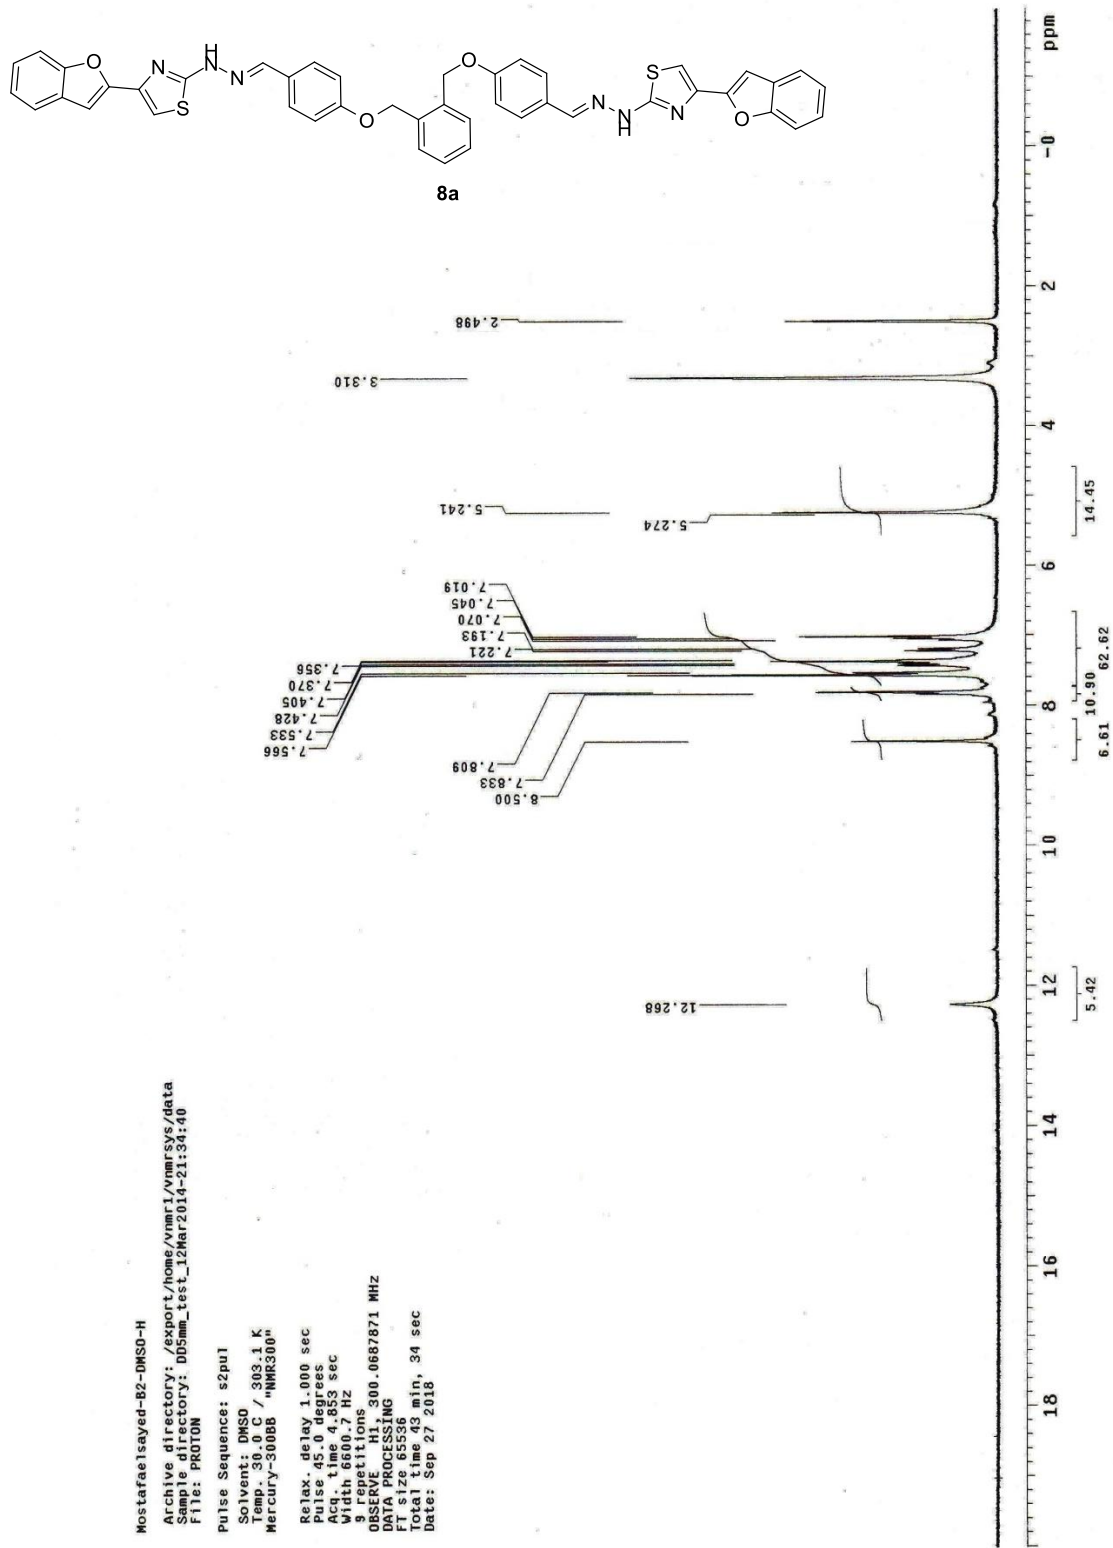 O
N
S
H
N
N
O
O
N
N
H
S
N
O
8a
Mostafaelsayed-B2-DMSO-H
Archive directory: /export/home/vnmr1/vnmrsys/data
Sample directory: DD5mm_test_12Mar2014-21:34:40
File: PROTON
Pulse Sequence: s2pul
Solvent: DMSO
Temp. 30.0 C / 303.1 K
Mercury-300BB "NMR300"
Relax. delay 1.000 sec
Pulse 45.0 degrees
Acq. time 4.853 sec
Width 6600.7 Hz
9 repetitions
OBSERVE H1, 300.0687871 MHz
DATA PROCESSING
FT size 65536
Total time 43 min, 34 sec
Date: Sep 27 2018
12.268
8.500
7.833
7.809
7.566
7.533
7.428
7.405
7.370
7.356
7.221
7.193
7.070
7.045
7.019
5.274
5.241
3.310
2.498
18 16 14 12 10 8 6 4 2 -0 ppm
5.42 6.61 10.90 62.62 14.45